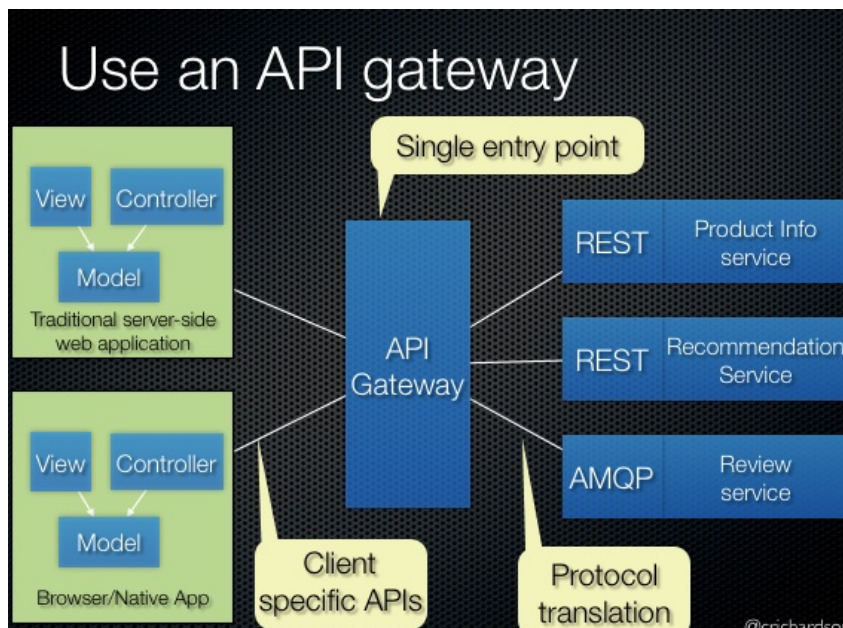 Use an API gateway
Single entry point
View
Controller
Model
Traditional server-side
web application
View
Controller
Model
Browser/Native App
API
Gateway
Client
specific APIs
Protocol
translation
REST
Product Info
service
REST
Recommendation
Service
AMQP
Review
service
@crichardson